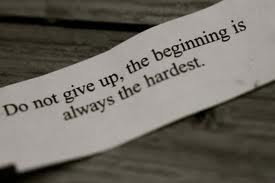 Do not give up, the beginning is
always the hardest.